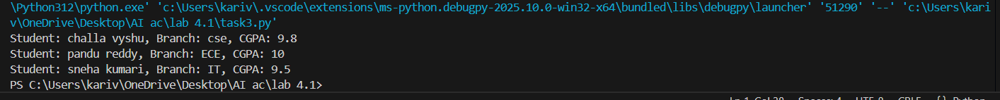 \Python312\python.exe' 'c:\Users\kariv\.vscode\extensions\ms-python.debugpy-2025.10.0-win32-x64\bundled\libs\debugpy\launcher' '51290' '--' 'c:\Users\kari
v\OneDrive\Desktop\AI ac\lab 4.1\task3.py'
Student: challa vyshu, Branch: cse, CGPA: 9.8
Student: pandu reddy, Branch: ECE, CGPA: 10
Student: sneha kumari, Branch: IT, CGPA: 9.5
PS C:\Users\kariv\OneDrive\Desktop\AI ac\lab 4.1>